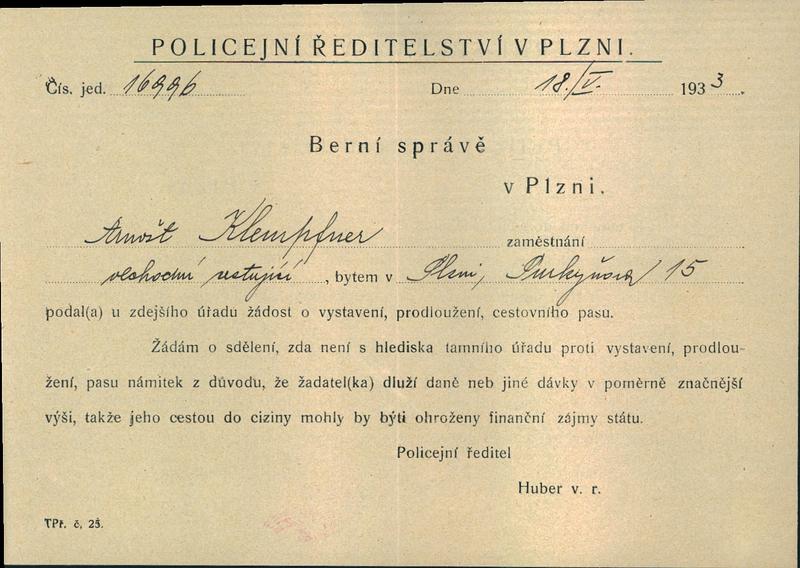 POLICEJNÍ ŘEDITELSTVÍ V PLZNI.
Čís. jed. 16996 Dne 18./V. 1933.
Berní správě
v Plzni.
Arnošt Klempfner zaměstnání
obchodní cestující, bytem v Plzni, Purkyňova 15
podal(a) u zdejšího úřadu žádost o vystavení, prodloužení, cestovního pasu.
Žádám o sdělení, zda není s hlediska tamního úřadu proti vystavení, prodlou-
žení, pasu námitek z důvodu, že žadatel(ka) dluží daně neb jiné dávky v poměrně značnější
výši, takže jeho cestou do ciziny mohly by býti ohroženy finanční zájmy státu.
Policejní ředitel
Huber v. r.
TPř. č, 23.